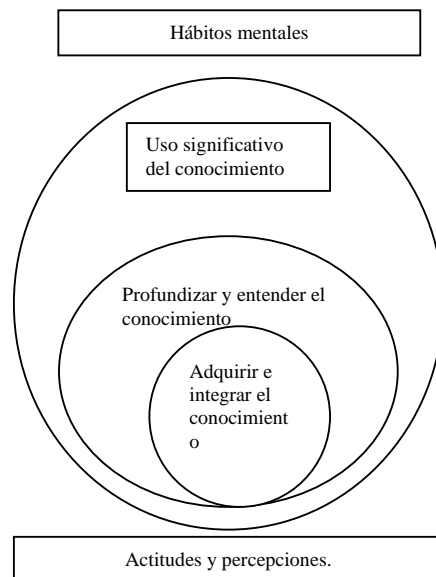 Hábitos mentales
Uso significativo
del conocimiento
Profundizar y entender el
conocimiento
Adquirir e
integrar el
conocimient
o
Actitudes y percepciones.